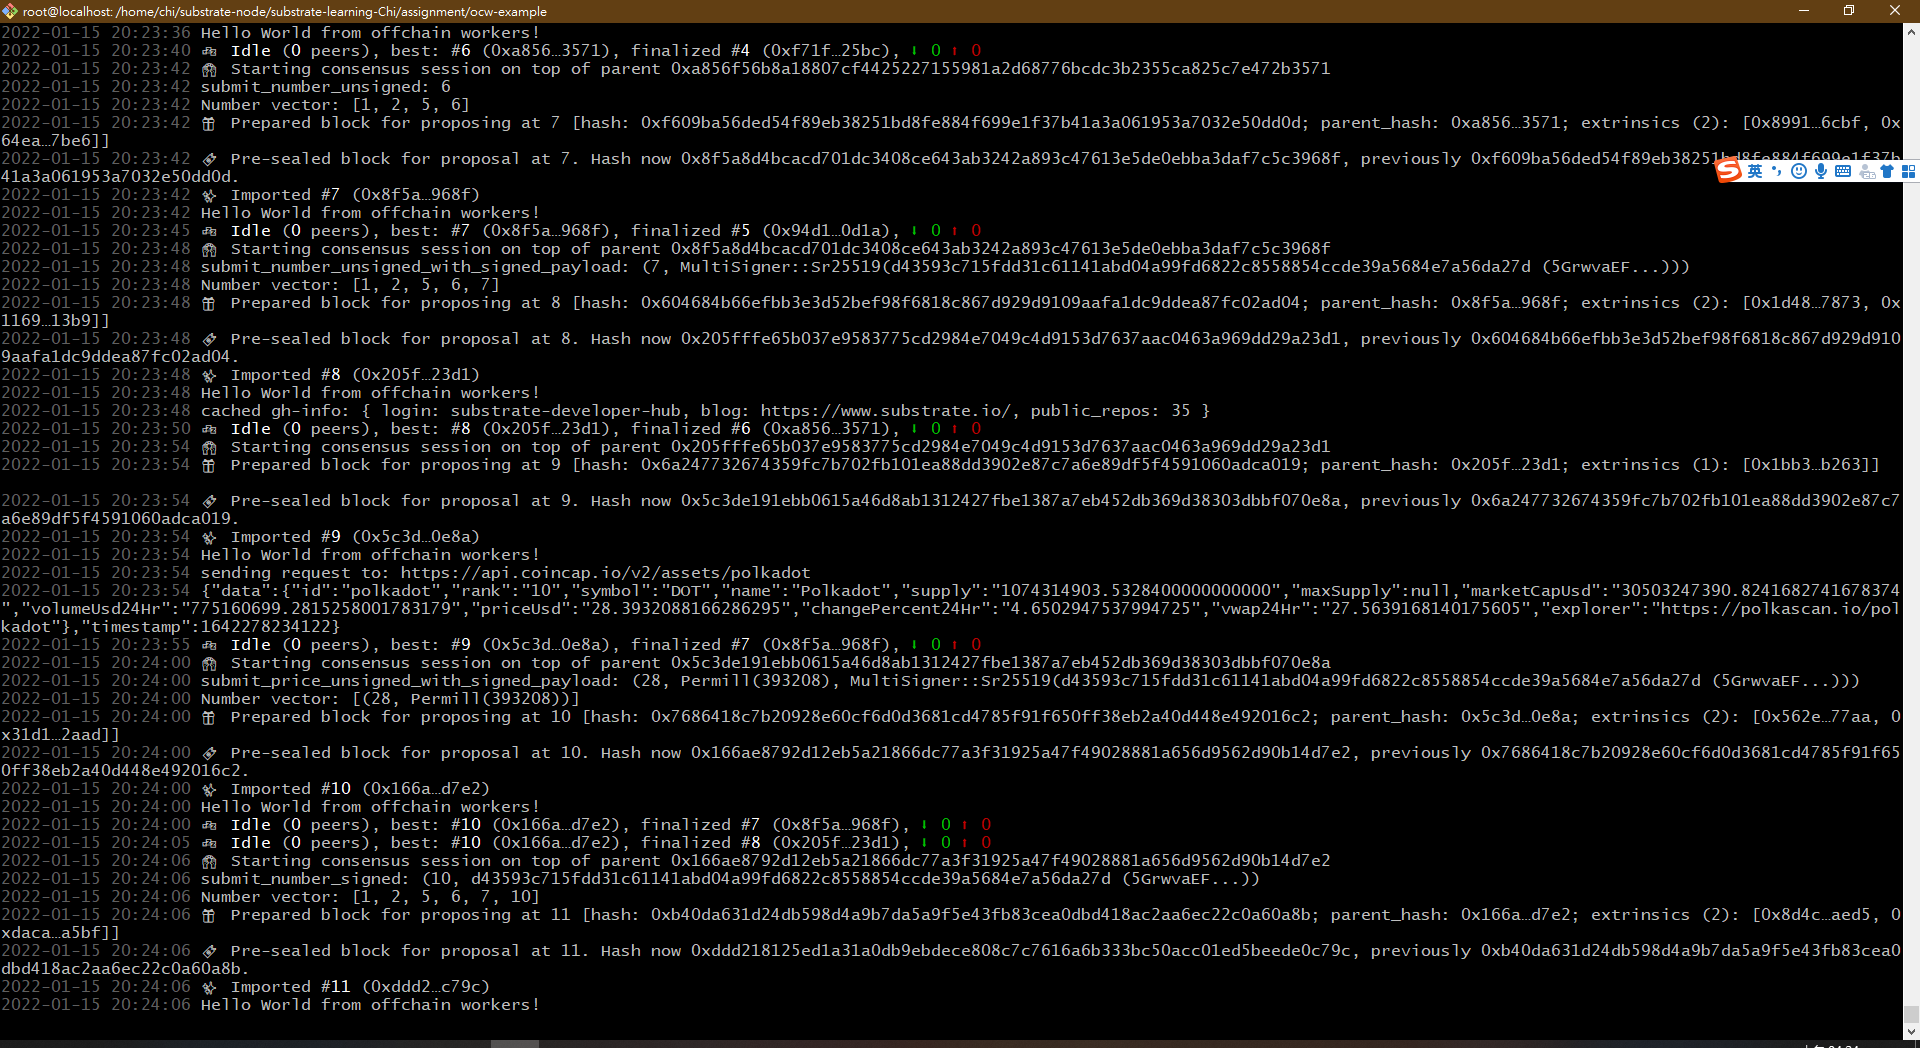 root@localhost: /home/chi/substrate-node/substrate-learning-Chi/assignment/ocw-example
2022-01-15 20:23:36 Hello World from offchain workers!
2022-01-15 20:23:40 Idle (0 peers), best: #6 (0xa856…3571), finalized #4 (0xf71f…25bc), ⬇ 0 ⬆ 0
2022-01-15 20:23:42 Starting consensus session on top of parent 0xa856f56b8a18807cf4425227155981a2d68776bcdc3b2355ca825c7e472b3571
2022-01-15 20:23:42 submit_number_unsigned: 6
2022-01-15 20:23:42 Number vector: [1, 2, 5, 6]
2022-01-15 20:23:42 Prepared block for proposing at 7 [hash: 0xf609ba56ded54f89eb38251bd8fe884f699e1f37b41a3a061953a7032e50dd0d; parent_hash: 0xa856…3571; extrinsics (2): [0x8991…6cbf, 0x
64ea…7be6]]
2022-01-15 20:23:42 Pre-sealed block for proposal at 7. Hash now 0x8f5a8d4bcacd701dc3408ce643ab3242a893c47613e5de0ebba3daf7c5c3968f, previously 0xf609ba56ded54f89eb38251bd8fe884f699e1f37b
41a3a061953a7032e50dd0d.
英
2022-01-15 20:23:42 Imported #7 (0x8f5a…968f)
2022-01-15 20:23:42 Hello World from offchain workers!
2022-01-15 20:23:45 Idle (0 peers), best: #7 (0x8f5a…968f), finalized #5 (0x94d1…0d1a), ⬇ 0 ⬆ 0
2022-01-15 20:23:48 Starting consensus session on top of parent 0x8f5a8d4bcacd701dc3408ce643ab3242a893c47613e5de0ebba3daf7c5c3968f
2022-01-15 20:23:48 submit_number_unsigned_with_signed_payload: (7, MultiSigner::Sr25519(d43593c715fdd31c61141abd04a99fd6822c8558854ccde39a5684e7a56da27d (5GrwvaEF...)))
2022-01-15 20:23:48 Number vector: [1, 2, 5, 6, 7]
2022-01-15 20:23:48 Prepared block for proposing at 8 [hash: 0x604684b66efbb3e3d52bef98f6818c867d929d9109aafa1dc9ddea87fc02ad04; parent_hash: 0x8f5a…968f; extrinsics (2): [0x1d48…7873, 0x
1169…13b9]]
2022-01-15 20:23:48 Pre-sealed block for proposal at 8. Hash now 0x205fffe65b037e9583775cd2984e7049c4d9153d7637aac0463a969dd29a23d1, previously 0x604684b66efbb3e3d52bef98f6818c867d929d910
9aafa1dc9ddea87fc02ad04.
2022-01-15 20:23:48 Imported #8 (0x205f…23d1)
2022-01-15 20:23:48 Hello World from offchain workers!
2022-01-15 20:23:48 cached gh-info: { login: substrate-developer-hub, blog: https://www.substrate.io/, public_repos: 35 }
2022-01-15 20:23:50 Idle (0 peers), best: #8 (0x205f…23d1), finalized #6 (0xa856…3571), ⬇ 0 ⬆ 0
2022-01-15 20:23:54 Starting consensus session on top of parent 0x205fffe65b037e9583775cd2984e7049c4d9153d7637aac0463a969dd29a23d1
2022-01-15 20:23:54 Prepared block for proposing at 9 [hash: 0x6a247732674359fc7b702fb101ea88dd3902e87c7a6e89df5f4591060adca019; parent_hash: 0x205f…23d1; extrinsics (1): [0x1bb3…b263]]
2022-01-15 20:23:54 Pre-sealed block for proposal at 9. Hash now 0x5c3de191ebb0615a46d8ab1312427fbe1387a7eb452db369d38303dbbf070e8a, previously 0x6a247732674359fc7b702fb101ea88dd3902e87c7
a6e89df5f4591060adca019.
2022-01-15 20:23:54 Imported #9 (0x5c3d…0e8a)
2022-01-15 20:23:54 Hello World from offchain workers!
2022-01-15 20:23:54 sending request to: https://api.coincap.io/v2/assets/polkadot
2022-01-15 20:23:54 {"data":{"id":"polkadot","rank":"10","symbol":"DOT","name":"Polkadot","supply":"1074314903.5328400000000000","maxSupply":null,"marketCapUsd":"30503247390.8241682741678374
","volumeUsd24Hr":"775160699.2815258001783179","priceUsd":"28.3932088166286295","changePercent24Hr":"4.6502947537994725","vwap24Hr":"27.5639168140175605","explorer":"https://polkascan.io/pol
kadot"},"timestamp":1642278234122}
2022-01-15 20:23:55 Idle (0 peers), best: #9 (0x5c3d…0e8a), finalized #7 (0x8f5a…968f), ⬇ 0 ⬆ 0
2022-01-15 20:24:00 Starting consensus session on top of parent 0x5c3de191ebb0615a46d8ab1312427fbe1387a7eb452db369d38303dbbf070e8a
2022-01-15 20:24:00 submit_price_unsigned_with_signed_payload: (28, Permill(393208), MultiSigner::Sr25519(d43593c715fdd31c61141abd04a99fd6822c8558854ccde39a5684e7a56da27d (5GrwvaEF...)))
2022-01-15 20:24:00 Number vector: [(28, Permill(393208))]
2022-01-15 20:24:00 Prepared block for proposing at 10 [hash: 0x7686418c7b20928e60cf6d0d3681cd4785f91f650ff38eb2a40d448e492016c2; parent_hash: 0x5c3d…0e8a; extrinsics (2): [0x562e…77aa, 0
x31d1…2aad]]
2022-01-15 20:24:00 Pre-sealed block for proposal at 10. Hash now 0x166ae8792d12eb5a21866dc77a3f31925a47f49028881a656d9562d90b14d7e2, previously 0x7686418c7b20928e60cf6d0d3681cd4785f91f65
0ff38eb2a40d448e492016c2.
2022-01-15 20:24:00 Imported #10 (0x166a…d7e2)
2022-01-15 20:24:00 Hello World from offchain workers!
2022-01-15 20:24:00 Idle (0 peers), best: #10 (0x166a…d7e2), finalized #7 (0x8f5a…968f), ⬇ 0 ⬆ 0
2022-01-15 20:24:05 Idle (0 peers), best: #10 (0x166a…d7e2), finalized #8 (0x205f…23d1), ⬇ 0 ⬆ 0
2022-01-15 20:24:06 Starting consensus session on top of parent 0x166ae8792d12eb5a21866dc77a3f31925a47f49028881a656d9562d90b14d7e2
2022-01-15 20:24:06 submit_number_signed: (10, d43593c715fdd31c61141abd04a99fd6822c8558854ccde39a5684e7a56da27d (5GrwvaEF...))
2022-01-15 20:24:06 Number vector: [1, 2, 5, 6, 7, 10]
2022-01-15 20:24:06 Prepared block for proposing at 11 [hash: 0xb40da631d24db598d4a9b7da5a9f5e43fb83cea0dbd418ac2aa6ec22c0a60a8b; parent_hash: 0x166a…d7e2; extrinsics (2): [0x8d4c…aed5, 0
xdaca…a5bf]]
2022-01-15 20:24:06 Pre-sealed block for proposal at 11. Hash now 0xddd218125ed1a31a0db9ebdece808c7c7616a6b333bc50acc01ed5beede0c79c, previously 0xb40da631d24db598d4a9b7da5a9f5e43fb83cea0
dbd418ac2aa6ec22c0a60a8b.
2022-01-15 20:24:06 Imported #11 (0xddd2…c79c)
2022-01-15 20:24:06 Hello World from offchain workers!